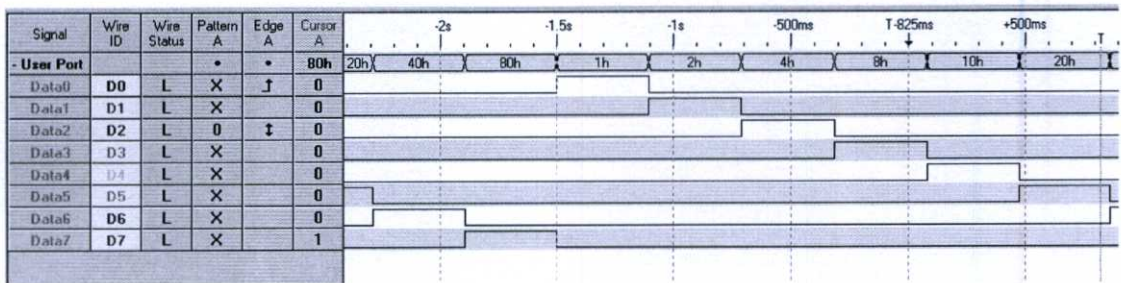 Signal Wire ID Wire Status Pattern A Edge A Cursor A -2s -1.5s -1s -500ms T-825ms +500ms T
- User Port • • 80h 20h 40h 80h 1h 2h 4h 8h 10h 20h
Data0 D0 L X 0
Data1 D1 L X 0
Data2 D2 L 0 0
Data3 D3 L X 0
Data4 D4 L X 0
Data5 D5 L X 0
Data6 D6 L X 0
Data7 D7 L X 1